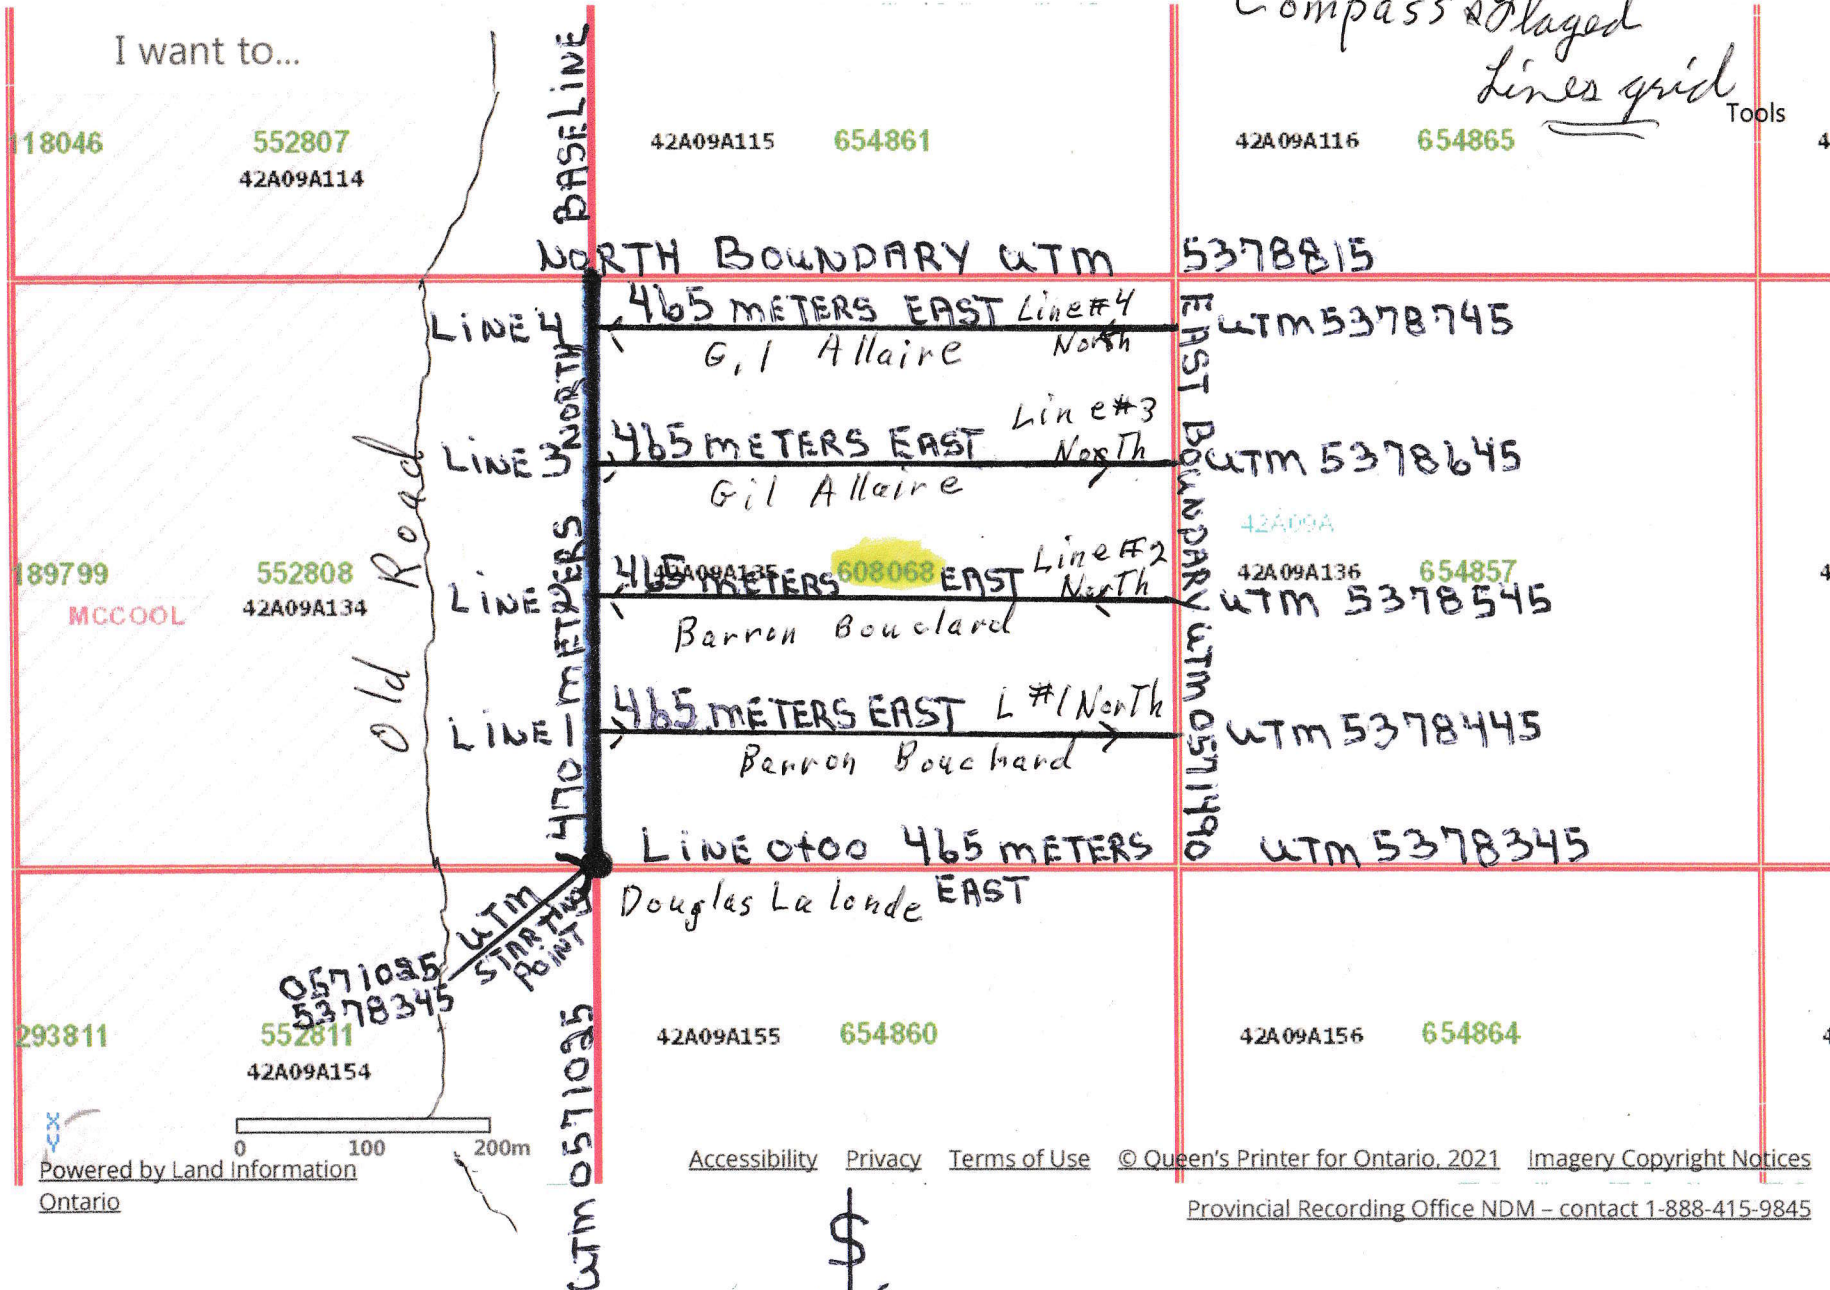 Compass & Flaged
Lines grid
I want to...
Tools
118046
552807
42A09A114
BASELINE
42A09A115 654861
42A09A116 654865
NORTH BOUNDARY UTM 5378815
LINE 4
465 METERS EAST Line #4
North
Gil Allaire
UTM 5378745
LINE 3
465 METERS EAST Line #3
North
Gil Allaire
UTM 5378645
Old Road
470 METERS NORTH
EAST BOUNDARY UTM 0571490
42A09A
189799
552808
MCCOOL
42A09A134
LINE 2
42A09A135 608068
465 METERS EAST Line #2
North
Barron Bouclard
42A09A136 654857
UTM 5378545
LINE 1
465 METERS EAST L #1 North
Barron Bouchard
UTM 5378445
LINE 0+00 465 METERS
EAST
UTM 5378345
Douglas Lalonde
UTM
STARTING
POINT
0571025
5378345
293811
552811
42A09A154
UTM 0571025
42A09A155 654860
42A09A156 654864
X
Y
0 100 200m
Powered by Land Information
Ontario
Accessibility Privacy Terms of Use © Queen's Printer for Ontario, 2021 Imagery Copyright Notices
Provincial Recording Office NDM – contact 1-888-415-9845
$